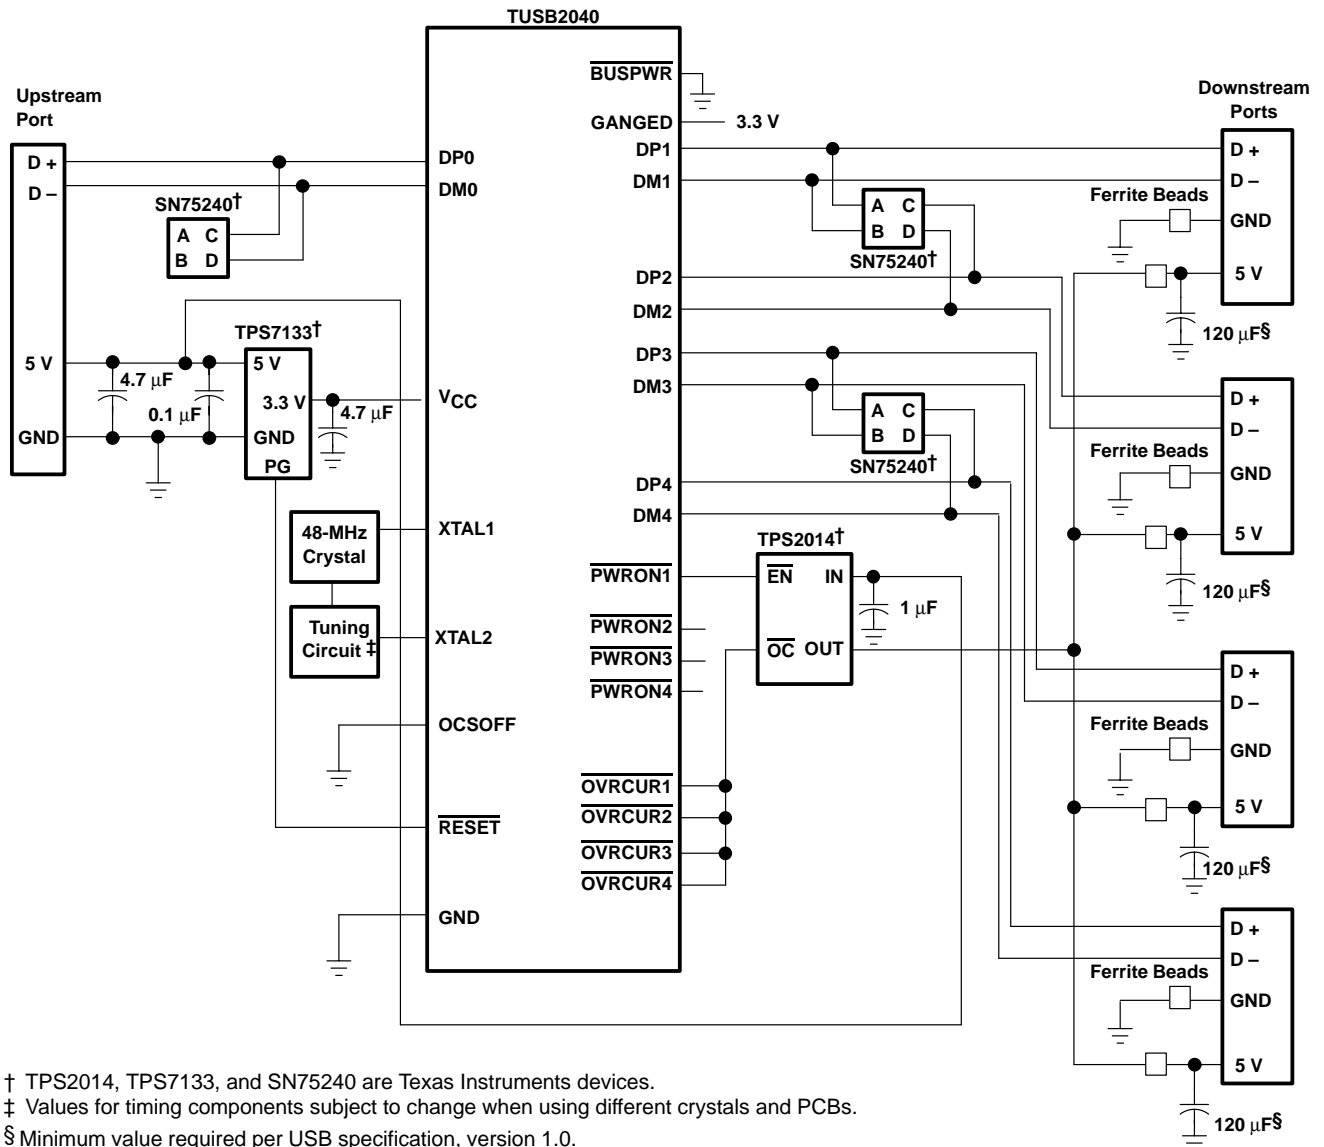 TUSB2040
Upstream
Port
D +
D –
SN75240†
A C
B D
5 V
4.7 µF
0.1 µF
GND
TPS7133†
5 V
3.3 V
GND
PG
4.7 µF
48-MHz
Crystal
Tuning
Circuit ‡
DP0
DM0
VCC
XTAL1
XTAL2
OCSOFF
RESET
GND
BUSPWR
GANGED
3.3 V
DP1
DM1
DP2
DM2
DP3
DM3
DP4
DM4
PWRON1
PWRON2
PWRON3
PWRON4
OVRCUR1
OVRCUR2
OVRCUR3
OVRCUR4
A C
B D
SN75240†
A C
B D
SN75240†
TPS2014†
EN IN
OC OUT
1 µF
Downstream
Ports
D +
D –
Ferrite Beads
GND
5 V
120 µF§
D +
D –
Ferrite Beads
GND
5 V
120 µF§
D +
D –
Ferrite Beads
GND
5 V
120 µF§
D +
D –
Ferrite Beads
GND
5 V
120 µF§
† TPS2014, TPS7133, and SN75240 are Texas Instruments devices.
‡ Values for timing components subject to change when using different crystals and PCBs.
§ Minimum value required per USB specification, version 1.0.